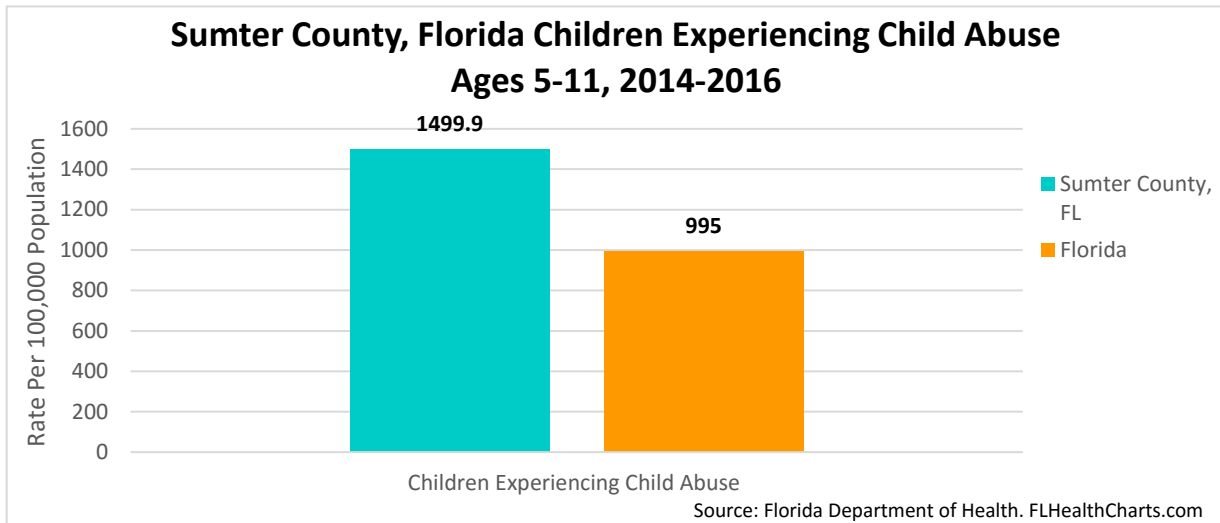 Sumter County, Florida Children Experiencing Child Abuse
Ages 5-11, 2014-2016
Rate Per 100,000 Population
1600
1400
1200
1000
800
600
400
200
0
1499.9
995
Children Experiencing Child Abuse
Sumter County,
FL
Florida
Source: Florida Department of Health. FLHealthCharts.com